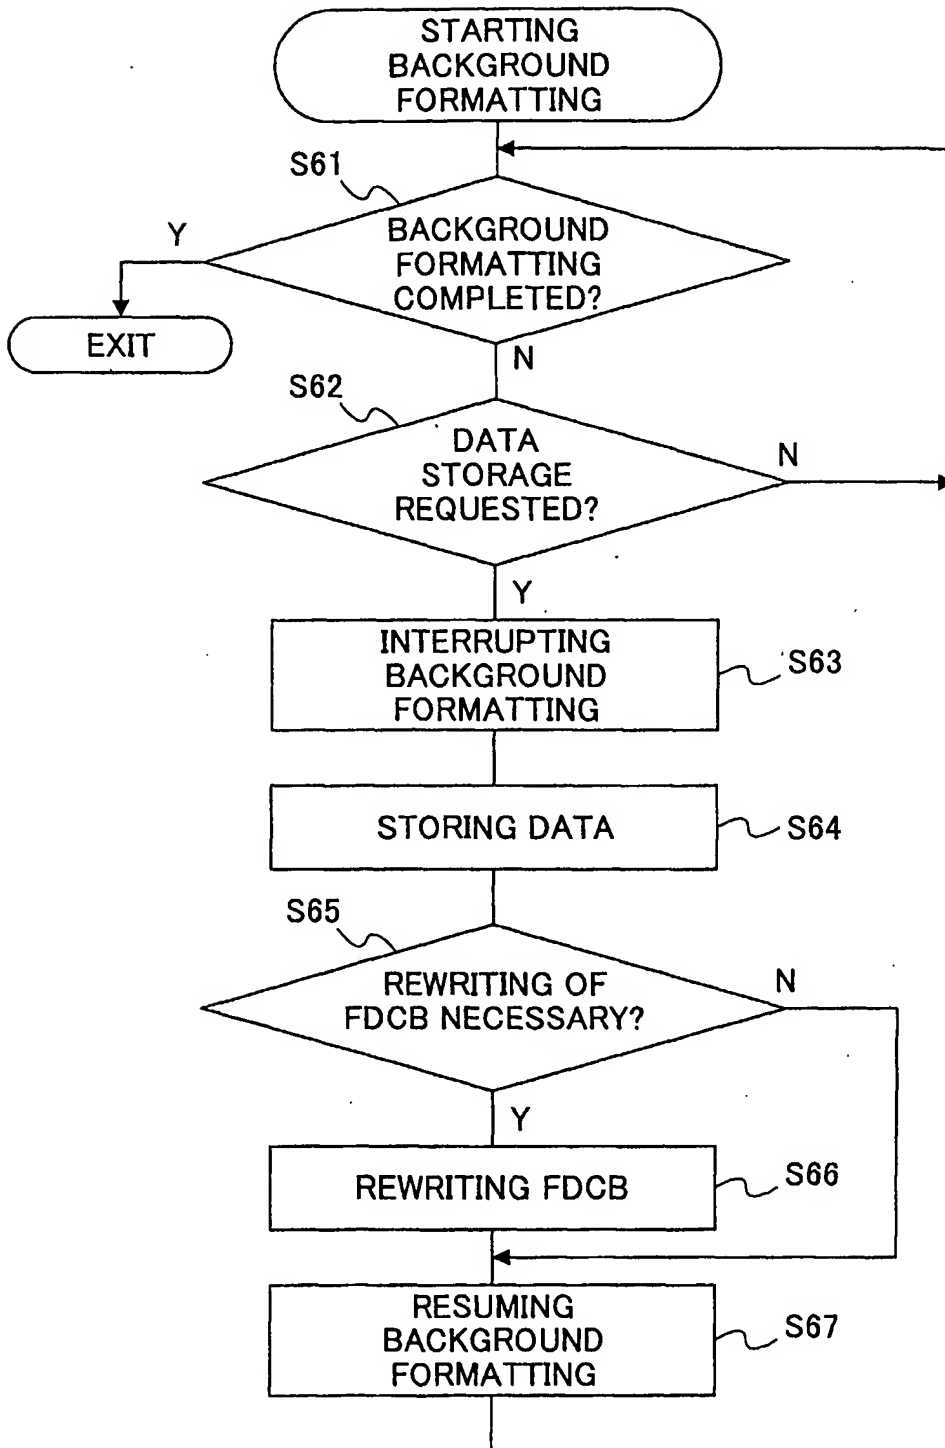 STARTING
BACKGROUND
FORMATTING
S61
Y
BACKGROUND
FORMATTING
COMPLETED?
EXIT
N
S62
DATA
STORAGE
REQUESTED?
N
Y
INTERRUPTING
BACKGROUND
FORMATTING
S63
STORING DATA
S64
S65
REWRITING OF
FDCB NECESSARY?
N
Y
REWRITING FDCB
S66
RESUMING
BACKGROUND
FORMATTING
S67